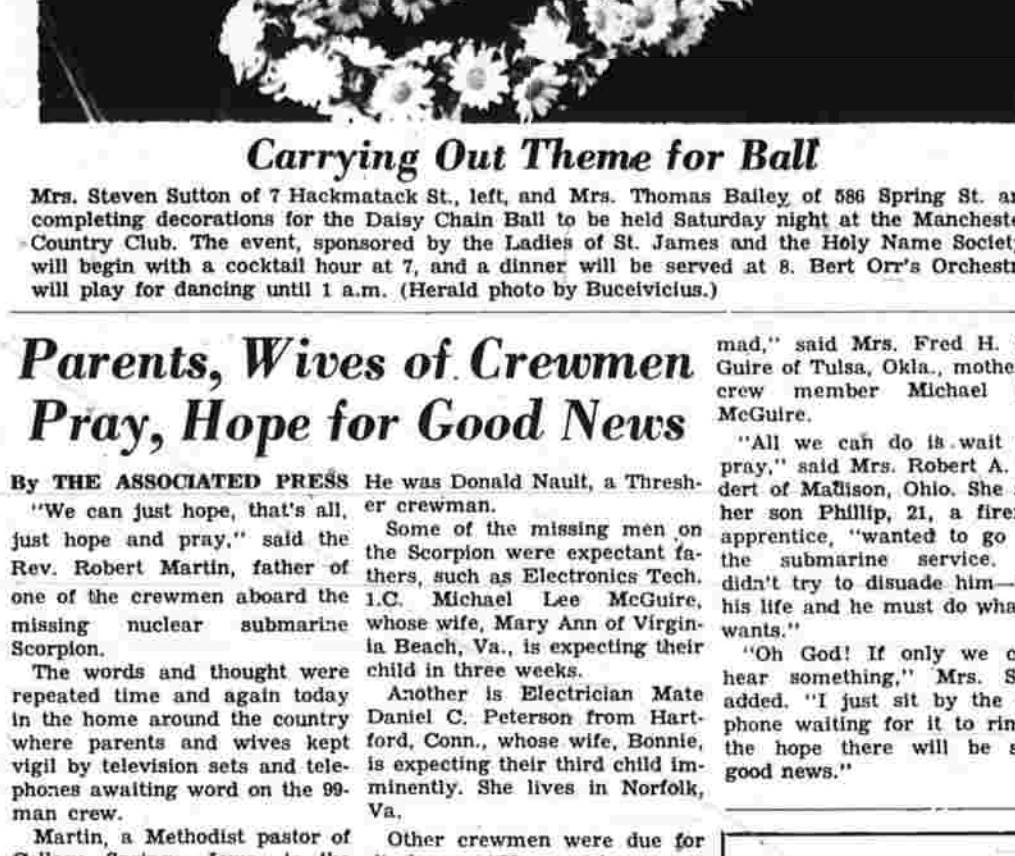 Carrying Out Theme for Ball
Mrs. Steven Sutton of 7 Hackmatack St., left, and Mrs. Thomas Bailey of 586 Spring St.
completing decorations for the Daisy Chain Ball to be held Saturday night at the
Country Club. The event, sponsored by the Ladies of St. James and the Holy Name
will begin with a cocktail hour at 7, and a dinner will be served at 8. Bert Orr's
will play for dancing until 1 a.m. (Herald photo by Buceivicius.)
Parents, Wives of Crewmen
Pray, Hope for Good News
By THE ASSOCIATED PRESS
"We can just hope, that's all,
just hope and pray," said the
Rev. Robert Martin, father of
one of the crewmen aboard the
missing nuclear submarine
Scorpion.
The words and thought were
repeated time and again today
in the home around the country
where parents and wives kept
vigil by television sets and tele-
phones awaiting word on the 99-
man crew.
Martin, a Methodist pastor of
He was Donald Nault, a Thresh-
er crewman.
Some of the missing men on
the Scorpion were expectant fa-
thers, such as Electronics Tech.
1.C. Michael Lee McGuire,
whose wife, Mary Ann of Virgin-
ia Beach, Va., is expecting their
child in three weeks.
Another is Electrician Mate
Daniel C. Peterson from Hart-
ford, Conn., whose wife, Bonnie,
is expecting their third child im-
minently. She lives in Norfolk,
Va.
Other crewmen were due for
mad," said Mrs. Fred H.
Guire of Tulsa, Okla.,
crew member Michael
McGuire.
"All we can do is wait
pray," said Mrs. Robert A.
dert of Madison, Ohio. She
her son Phillip, 21, a
apprentice, "wanted to go
the submarine service.
didn't try to disuade him—
his life and he must do
wants."
"Oh God! If only we
hear something," Mrs.
added. "I just sit by the
phone waiting for it to
the hope there will be
good news."